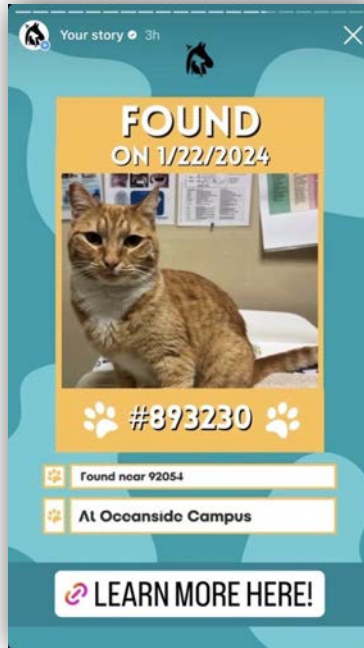 Your story 3h
FOUND
ON 1/22/2024
#893230
Found near 92054
At Oceanside Campus
LEARN MORE HERE!